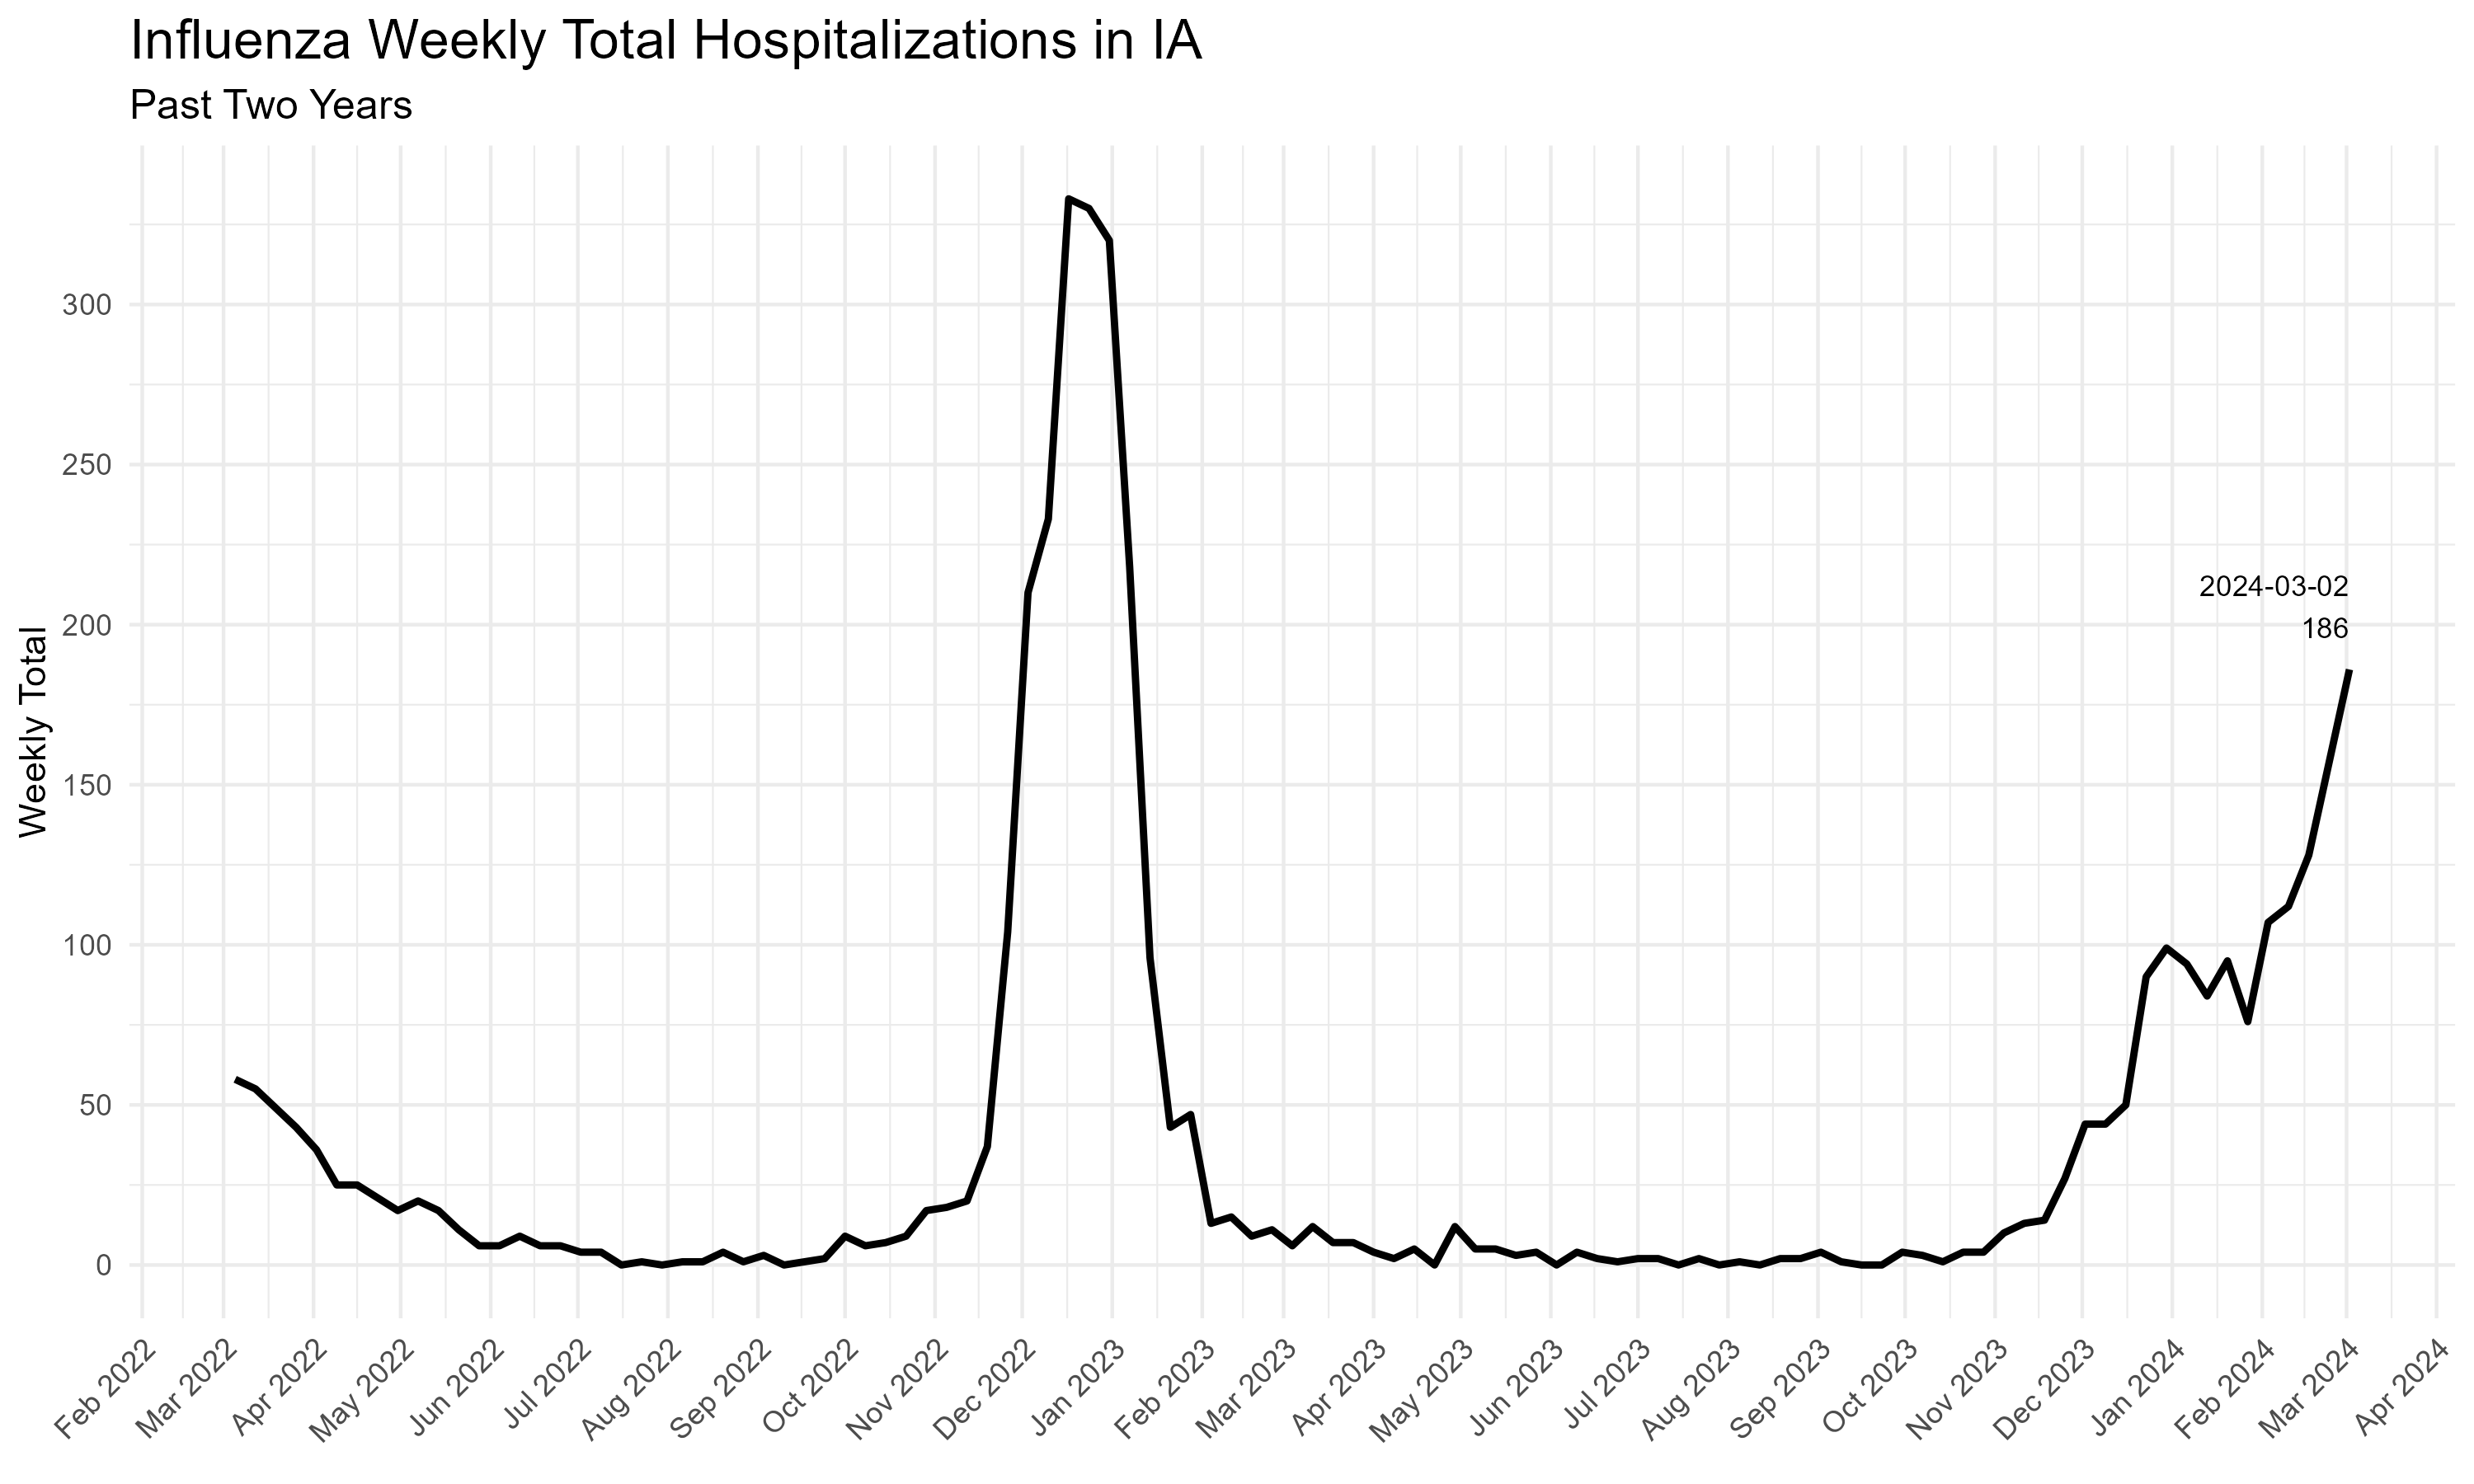 Influenza Weekly Total Hospitalizations in IA
Past Two Years
Weekly Total
300
250
200
150
100
50
0
2024-03-02
186
Feb 2022
Mar 2022
Apr 2022
May 2022
Jun 2022
Jul 2022
Aug 2022
Sep 2022
Oct 2022
Nov 2022
Dec 2022
Jan 2023
Feb 2023
Mar 2023
Apr 2023
May 2023
Jun 2023
Jul 2023
Aug 2023
Sep 2023
Oct 2023
Nov 2023
Dec 2023
Jan 2024
Feb 2024
Mar 2024
Apr 2024